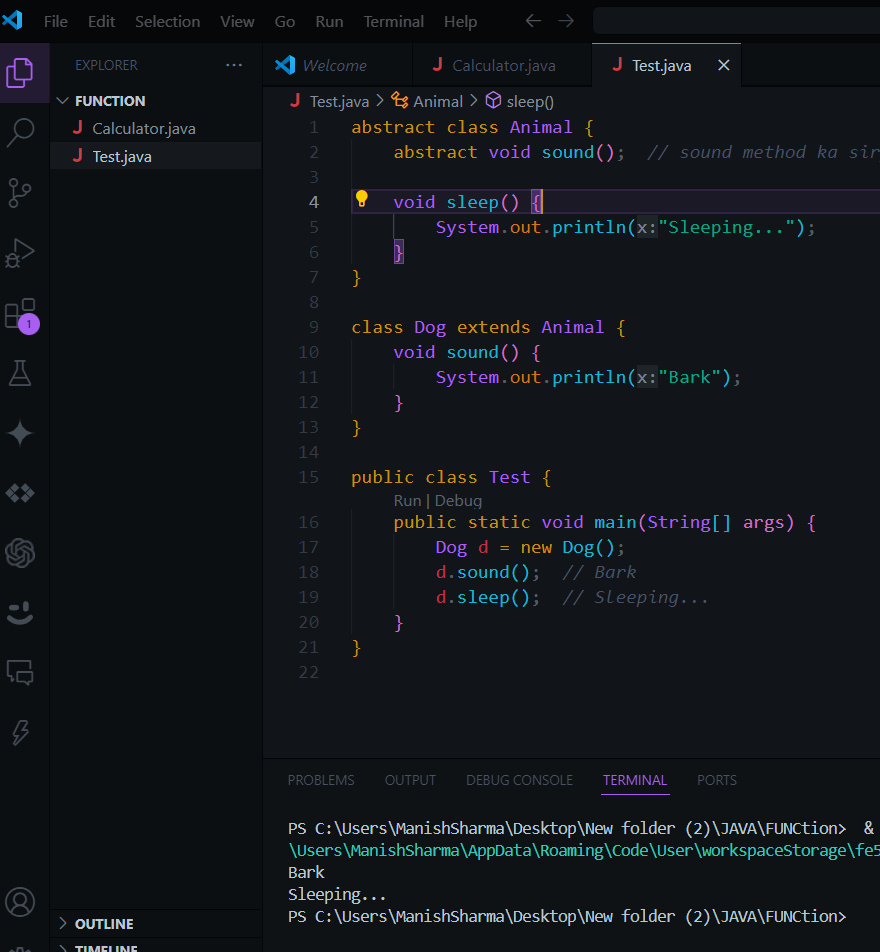 File Edit Selection View Go Run Terminal Help
EXPLORER ...
Welcome Calculator.java Test.java
FUNCTION
Calculator.java
Test.java
Test.java > Animal > sleep()
1 abstract class Animal {
2 abstract void sound(); // sound method ka sir
3
4 void sleep() {
5 System.out.println(x:"Sleeping...");
6 }
7 }
8
9 class Dog extends Animal {
10 void sound() {
11 System.out.println(x:"Bark");
12 }
13 }
14
15 public class Test {
Run | Debug
16 public static void main(String[] args) {
17 Dog d = new Dog();
18 d.sound(); // Bark
19 d.sleep(); // Sleeping...
20 }
21 }
22
1
PROBLEMS OUTPUT DEBUG CONSOLE TERMINAL PORTS
PS C:\Users\ManishSharma\Desktop\New folder (2)\JAVA\FUNCtion> &
\Users\ManishSharma\AppData\Roaming\Code\User\workspaceStorage\fe5
Bark
Sleeping...
PS C:\Users\ManishSharma\Desktop\New folder (2)\JAVA\FUNCtion>
OUTLINE
TIMELINE